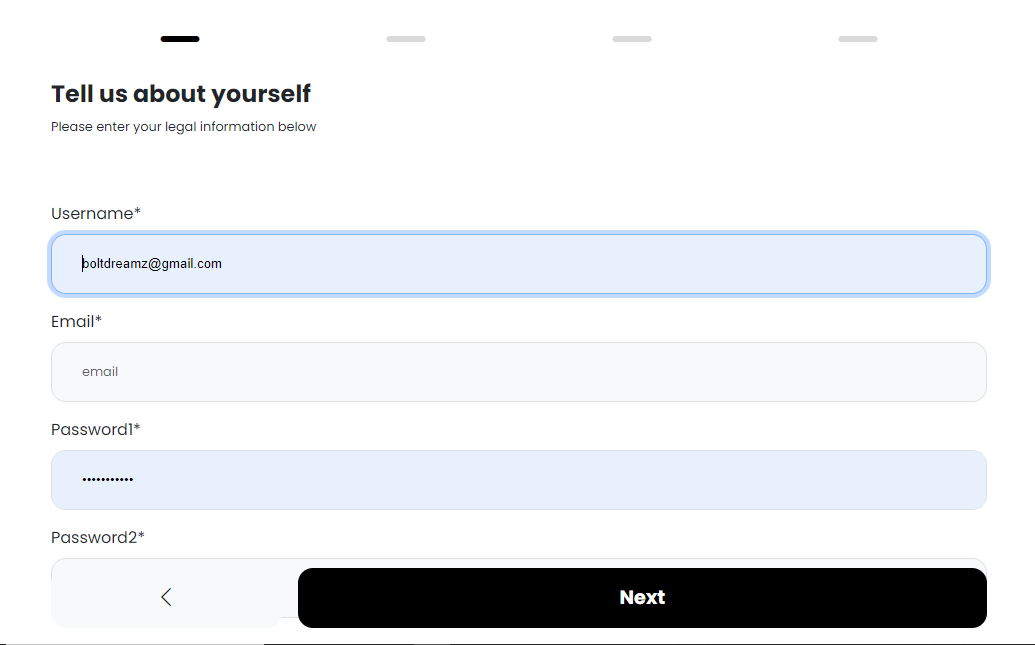 Tell us about yourself
Please enter your legal information below
Username*
boltdreamz@gmail.com
Email*
email
Password1*
•••••••••••
Password2*
Next